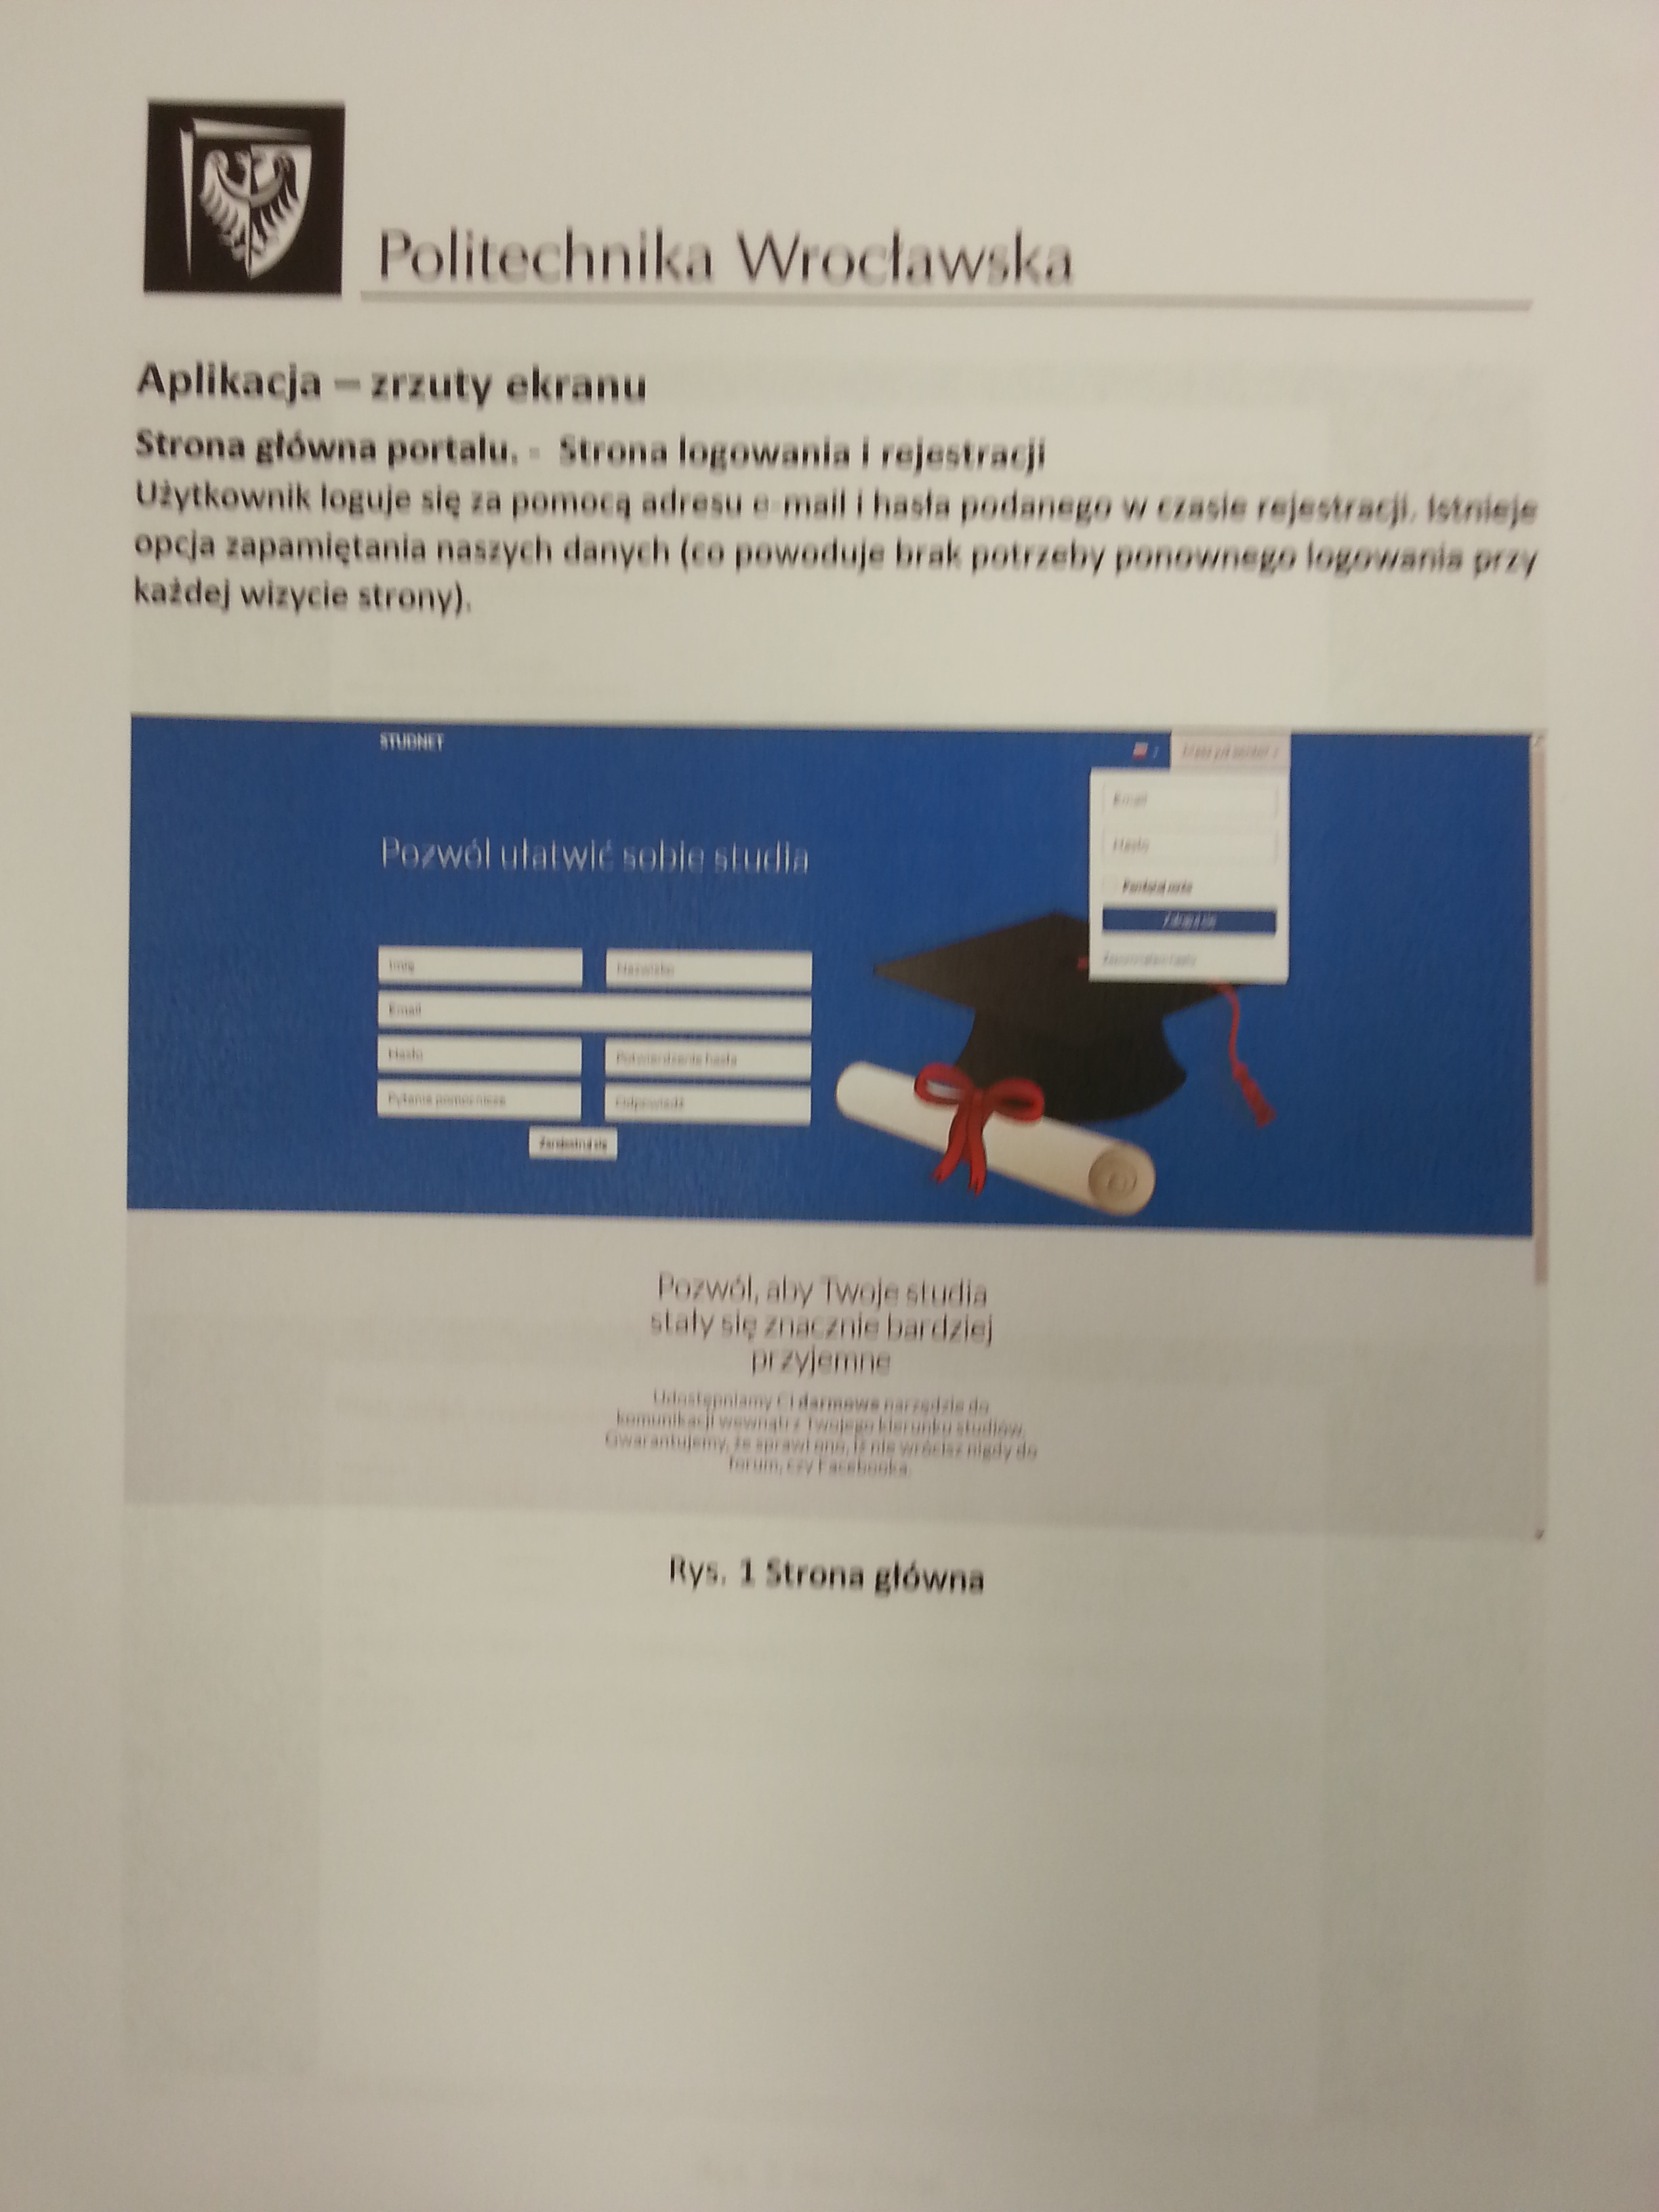 Politechnika Wrocławska
Aplikacja – zrzuty ekranu
Strona główna portalu. - Strona logowania i rejestracji
Użytkownik loguje się za pomocą adresu e-mail i hasła podanego w czasie rejestracji. Istnieje
opcja zapamiętania naszych danych (co powoduje brak potrzeby ponownego logowania przy
każdej wizycie strony).
STUDNET
Email
Hasło
Pamiętaj mnie
Zaloguj się
Pozwól ułatwić sobie studia
Imię Nazwisko
Email
Hasło Potwierdzenie hasła
Pytanie pomocnicze Odpowiedź
Zarejestruj się
Pozwól, aby Twoje studia
stały się znacznie bardziej
przyjemne
Udostępniamy Ci darmowe narzędzie do
komunikacji wewnątrz Twojego kierunku studiów.
Gwarantujemy, że sprawi ono, iż nie wrócisz nigdy do
forum, czy Facebooka.
Rys. 1 Strona główna